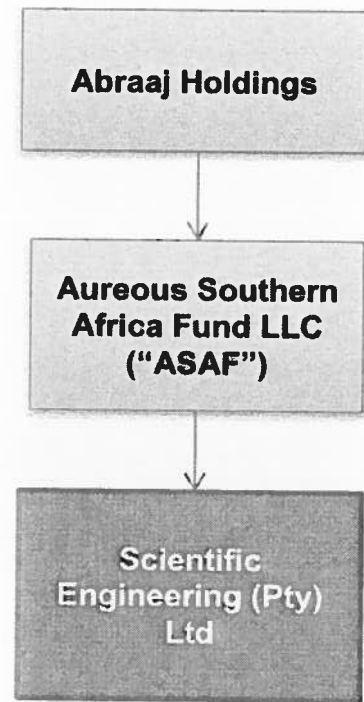 Abraaj Holdings
Aureous Southern
Africa Fund LLC
(“ASAF”)
Scientific
Engineering (Pty)
Ltd